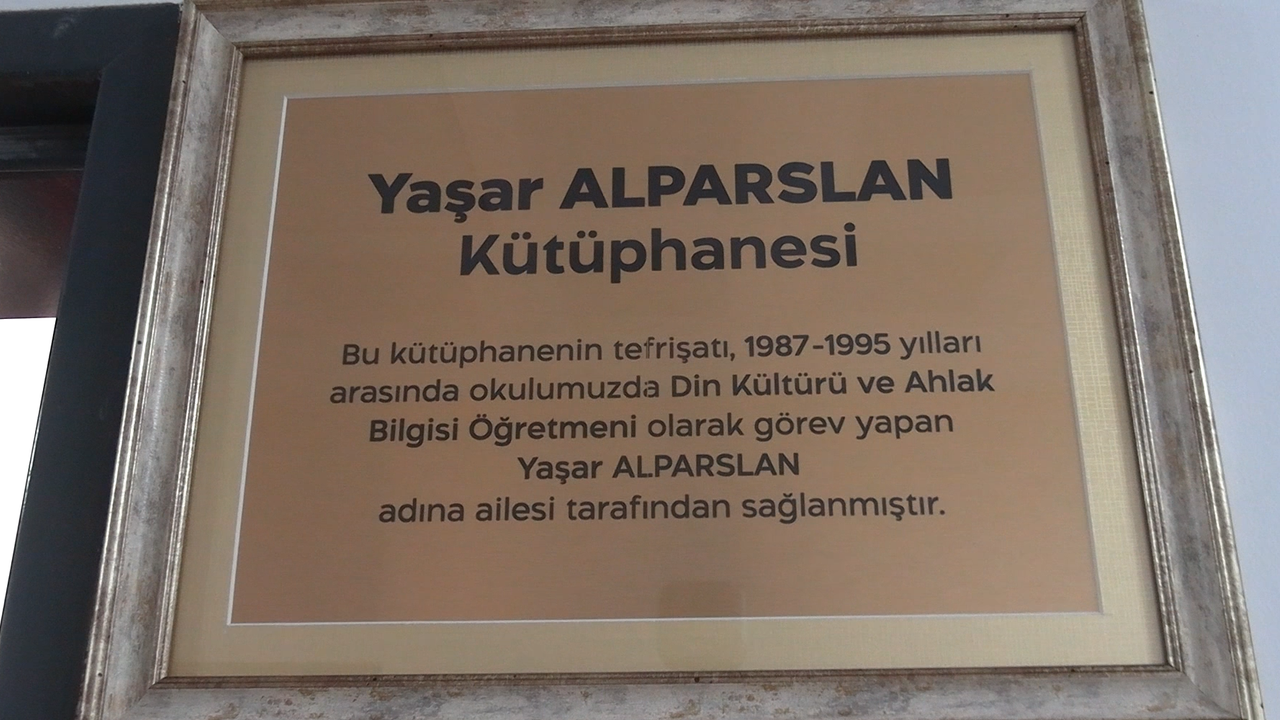 Yaşar ALPARSLAN
Kütüphanesi
Bu kütüphanenin tefrişatı, 1987-1995 yılları
arasında okulumuzda Din Kültürü ve Ahlak
Bilgisi Öğretmeni olarak görev yapan
Yaşar ALPARSLAN
adına ailesi tarafından sağlanmıştır.